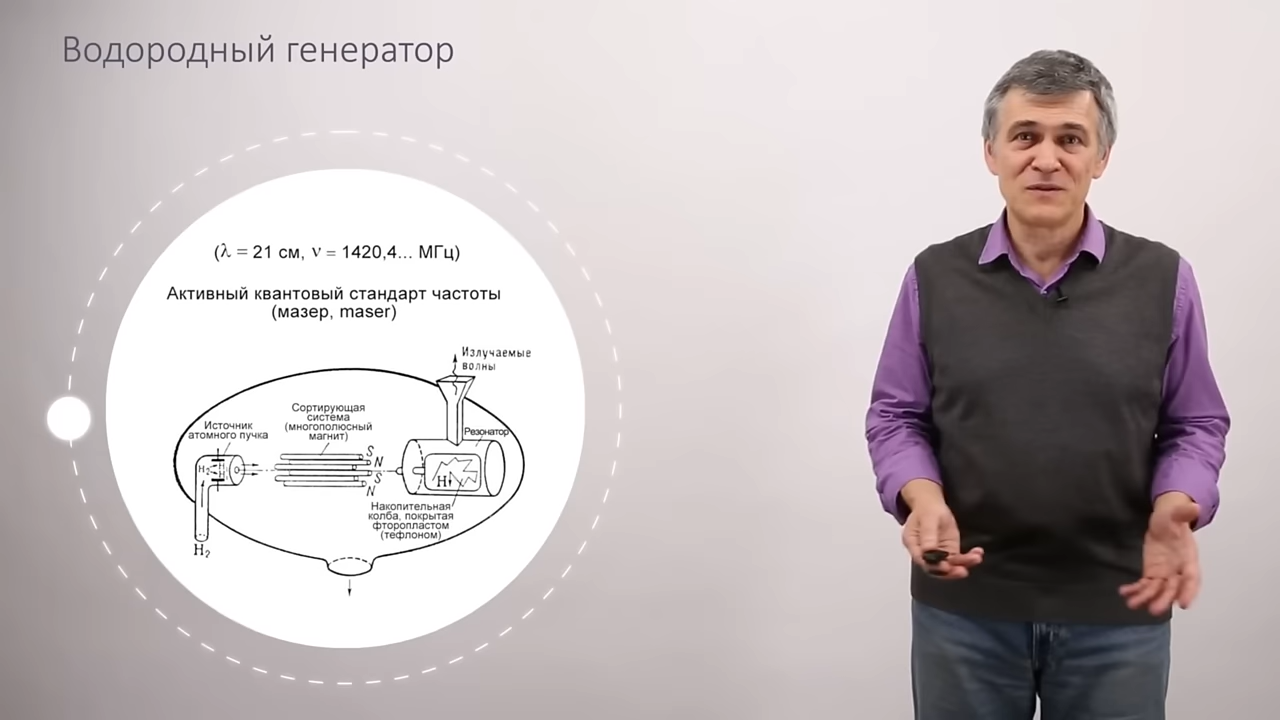 Водородный генератор
(λ = 21 см, ν = 1420,4... МГц)
Активный квантовый стандарт частоты
(мазер, maser)
Излучаемые
волны
Сортирующая
система
(многополюсный
магнит)
Источник
атомного пучка
Резонатор
S
N
S
N
H₂
H
H
Накопительная
колба, покрытая
фторопластом
(тефлоном)
H₂